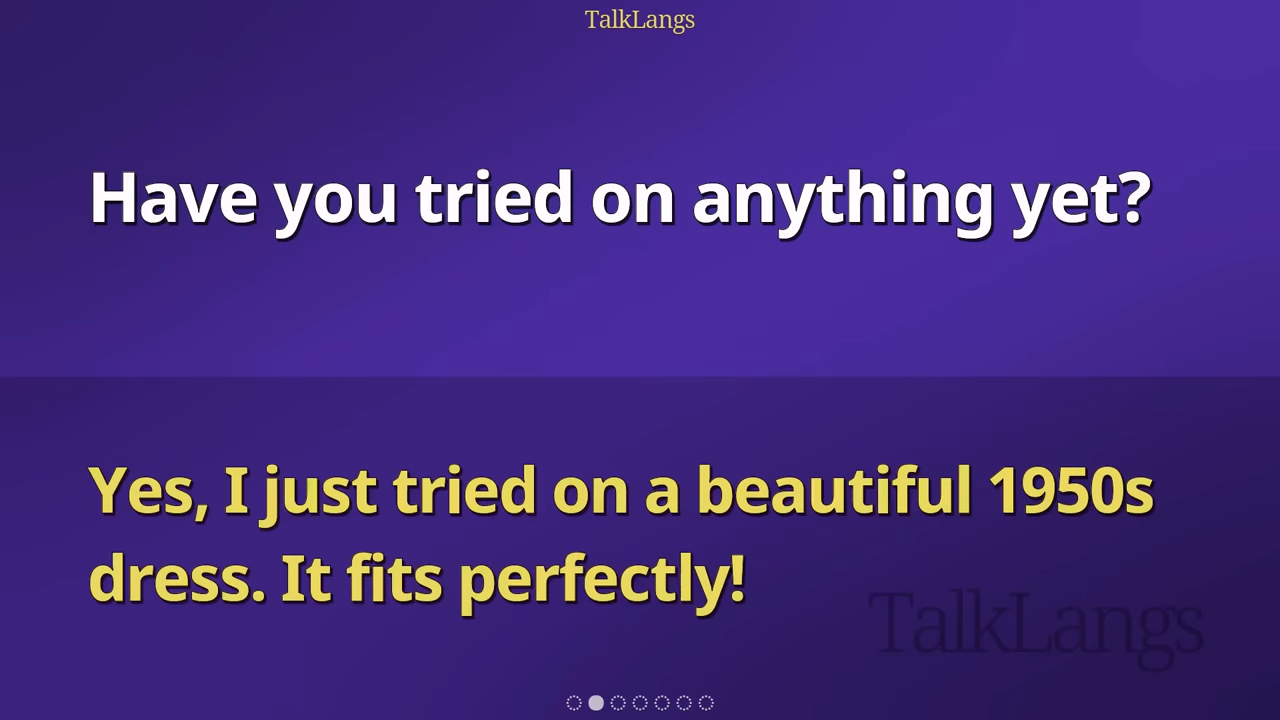 TalkLangs
Have you tried on anything yet?
Yes, I just tried on a beautiful 1950s
dress. It fits perfectly!
TalkLangs